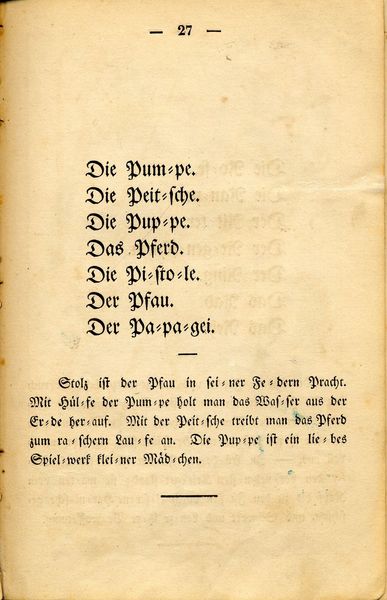 — 27 —
Die Pum⸗pe.
Die Peit⸗sche.
Die Pup⸗pe.
Das Pferd.
Die Pi⸗sto⸗le.
Der Pfau.
Der Pa⸗pa⸗gei.
Stolz ist der Pfau in sei⸗ner Fe⸗dern Pracht.
Mit Hül⸗fe der Pum⸗pe holt man das Was⸗ser aus der
Er⸗de her⸗auf. Mit der Peit⸗sche treibt man das Pferd
zum ra⸗schern Lau⸗fe an. Die Pup⸗pe ist ein lie⸗bes
Spiel⸗werk klei⸗ner Mäd⸗chen.